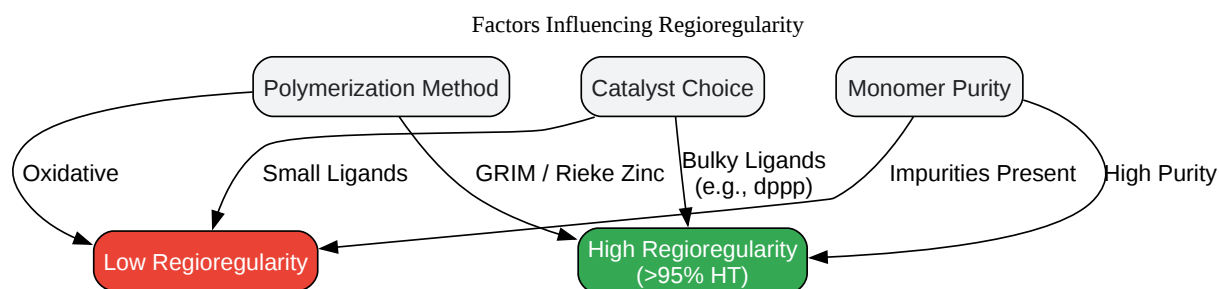 Factors Influencing Regioregularity
Polymerization Method
Catalyst Choice
Monomer Purity
Oxidative
Small Ligands
GRIM / Rieke Zinc
Bulky Ligands
(e.g., dppp)
Impurities Present
High Purity
Low Regioregularity
High Regioregularity
(>95% HT)